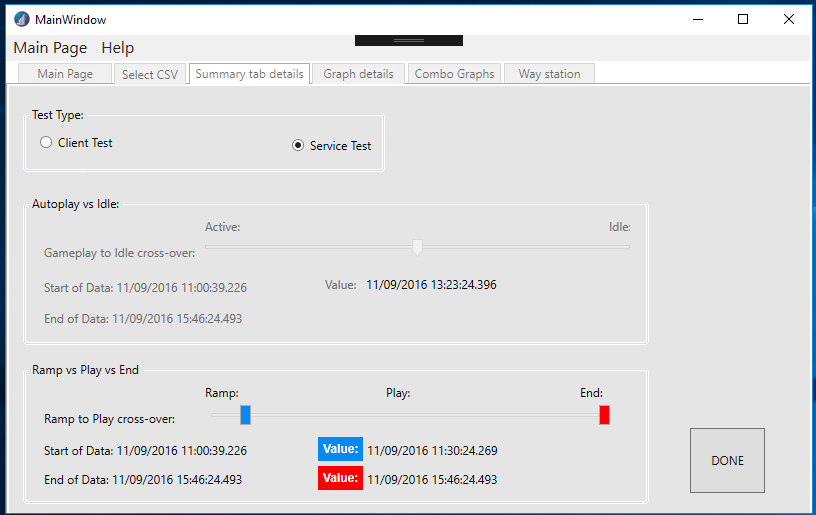 MainWindow
Main Page Help
Main Page Select CSV Summary tab details Graph details Combo Graphs Way station
Test Type:
Client Test Service Test
Autoplay vs Idle:
Active: Idle:
Gameplay to Idle cross-over:
Start of Data: 11/09/2016 11:00:39.226 Value: 11/09/2016 13:23:24.396
End of Data: 11/09/2016 15:46:24.493
Ramp vs Play vs End
Ramp: Play: End:
Ramp to Play cross-over:
Start of Data: 11/09/2016 11:00:39.226 Value: 11/09/2016 11:30:24.269
DONE
End of Data: 11/09/2016 15:46:24.493 Value: 11/09/2016 15:46:24.493